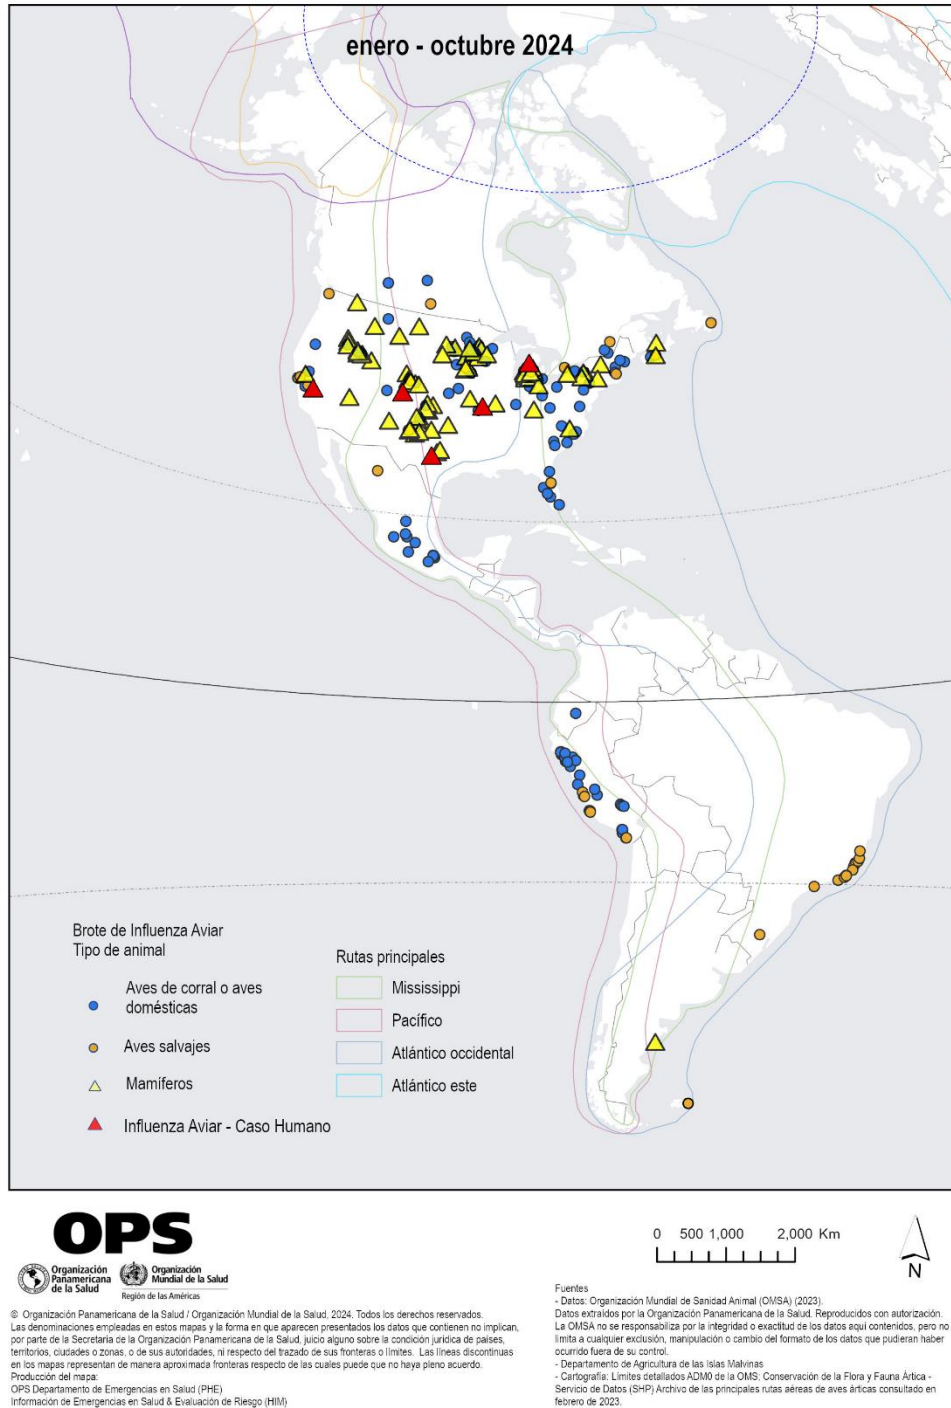 enero - octubre 2024
Brote de Influenza Aviar
Tipo de animal
Aves de corral o aves
domésticas
Aves salvajes
Mamíferos
Influenza Aviar - Caso Humano
Rutas principales
Mississippi
Pacífico
Atlántico occidental
Atlántico este
OPS
Organización
Panamericana
de la Salud
Organización
Mundial de la Salud
Región de las Américas
0 500 1,000 2,000 Km
N
© Organización Panamericana de la Salud / Organización Mundial de la Salud, 2024. Todos los derechos reservados.
Las denominaciones empleadas en estos mapas y la forma en que aparecen presentados los datos que contienen no implican,
por parte de la Secretaría de la Organización Panamericana de la Salud, juicio alguno sobre la condición jurídica de países,
territorios, ciudades o zonas, o de sus autoridades, ni respecto del trazado de sus fronteras o límites. Las líneas discontinuas
en los mapas representan de manera aproximada fronteras respecto de las cuales puede que no haya pleno acuerdo.
Producción del mapa:
OPS Departamento de Emergencias en Salud (PHE)
Información de Emergencias en Salud & Evaluación de Riesgo (HIM)
Fuentes
- Datos: Organización Mundial de Sanidad Animal (OMSA) (2023).
Datos extraídos por la Organización Panamericana de la Salud. Reproducidos con autorización.
La OMSA no se responsabiliza por la integridad o exactitud de los datos aquí contenidos, pero no
limita a cualquier exclusión, manipulación o cambio del formato de los datos que pudieran haber
ocurrido fuera de su control.
- Departamento de Agricultura de las Islas Malvinas
- Cartografía: Límites detallados ADM0 de la OMS; Conservación de la Flora y Fauna Ártica -
Servicio de Datos (SHP) Archivo de las principales rutas aéreas de aves árticas consultado en
febrero de 2023.